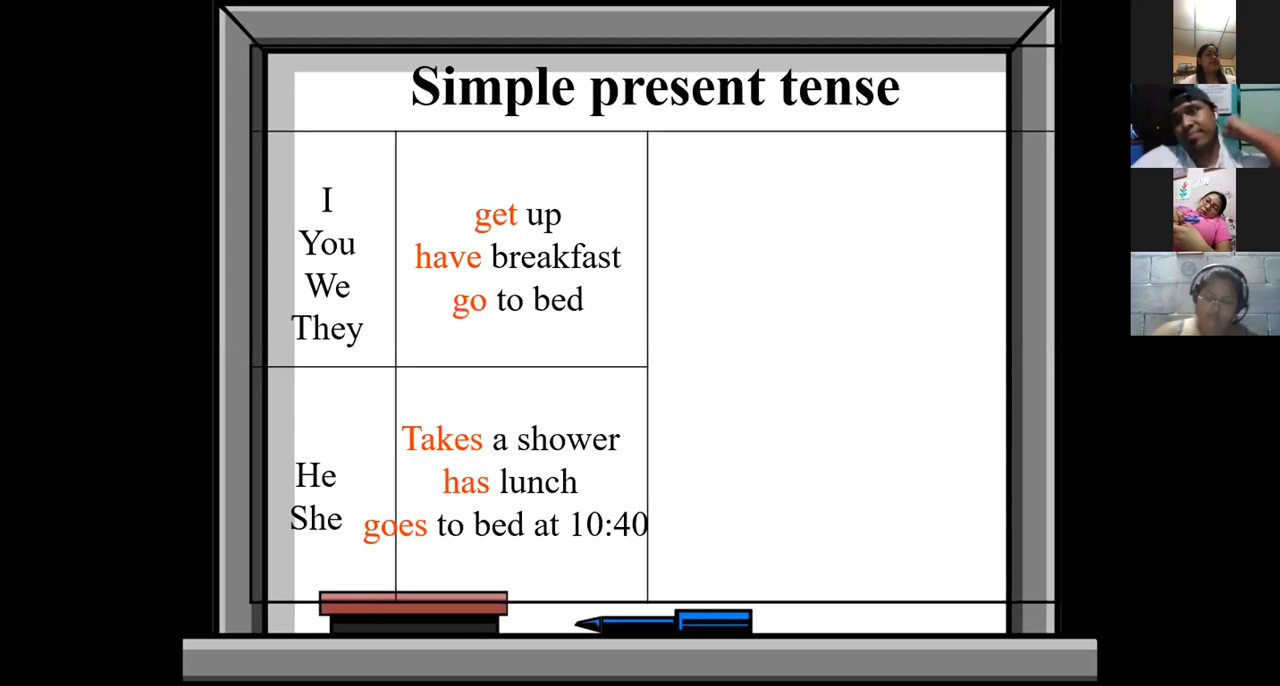 Simple present tense
I
You
We
They
get up
have breakfast
go to bed
He
She
Takes a shower
has lunch
goes to bed at 10:40